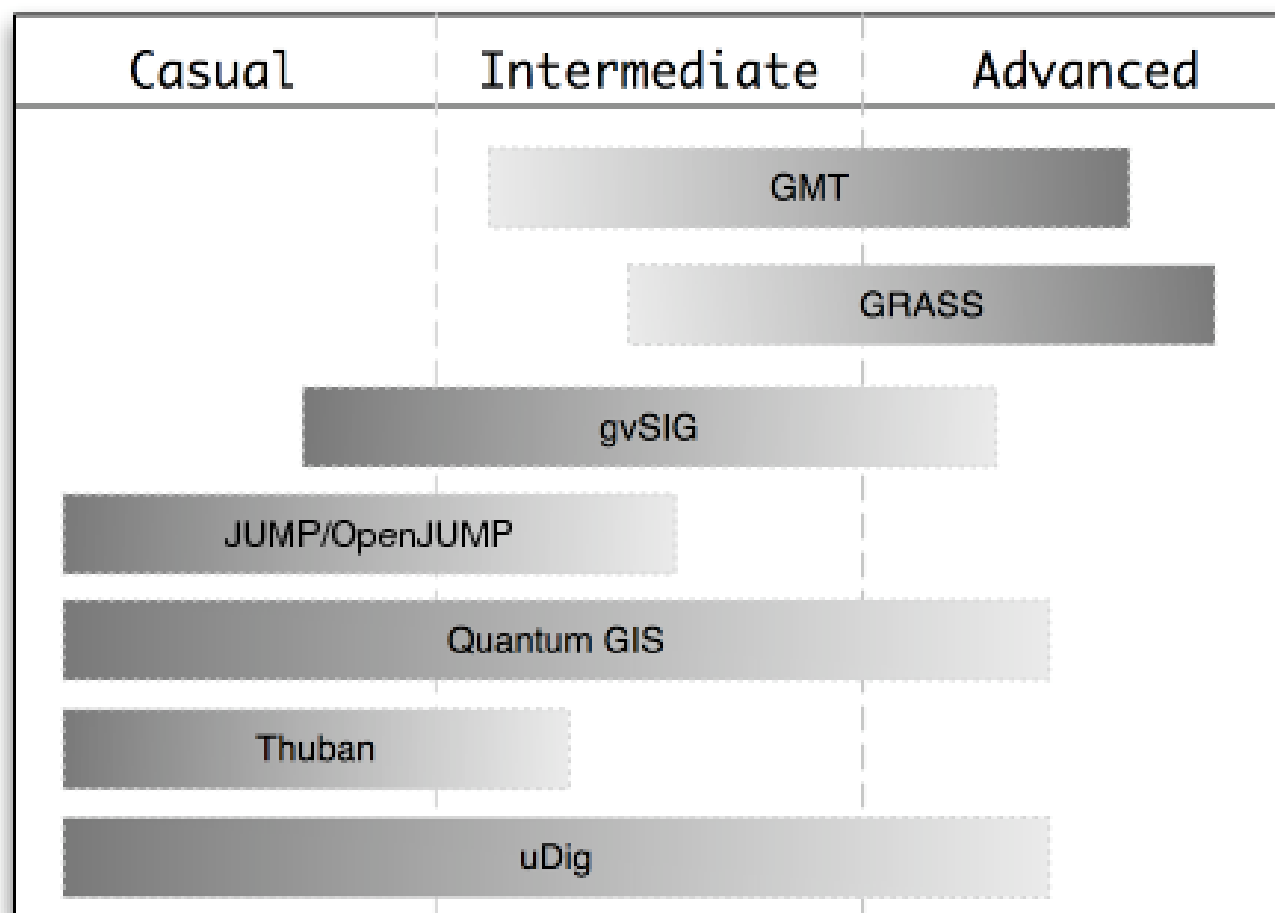 Casual Intermediate Advanced
GMT
GRASS
gvSIG
JUMP/OpenJUMP
Quantum GIS
Thuban
uDig